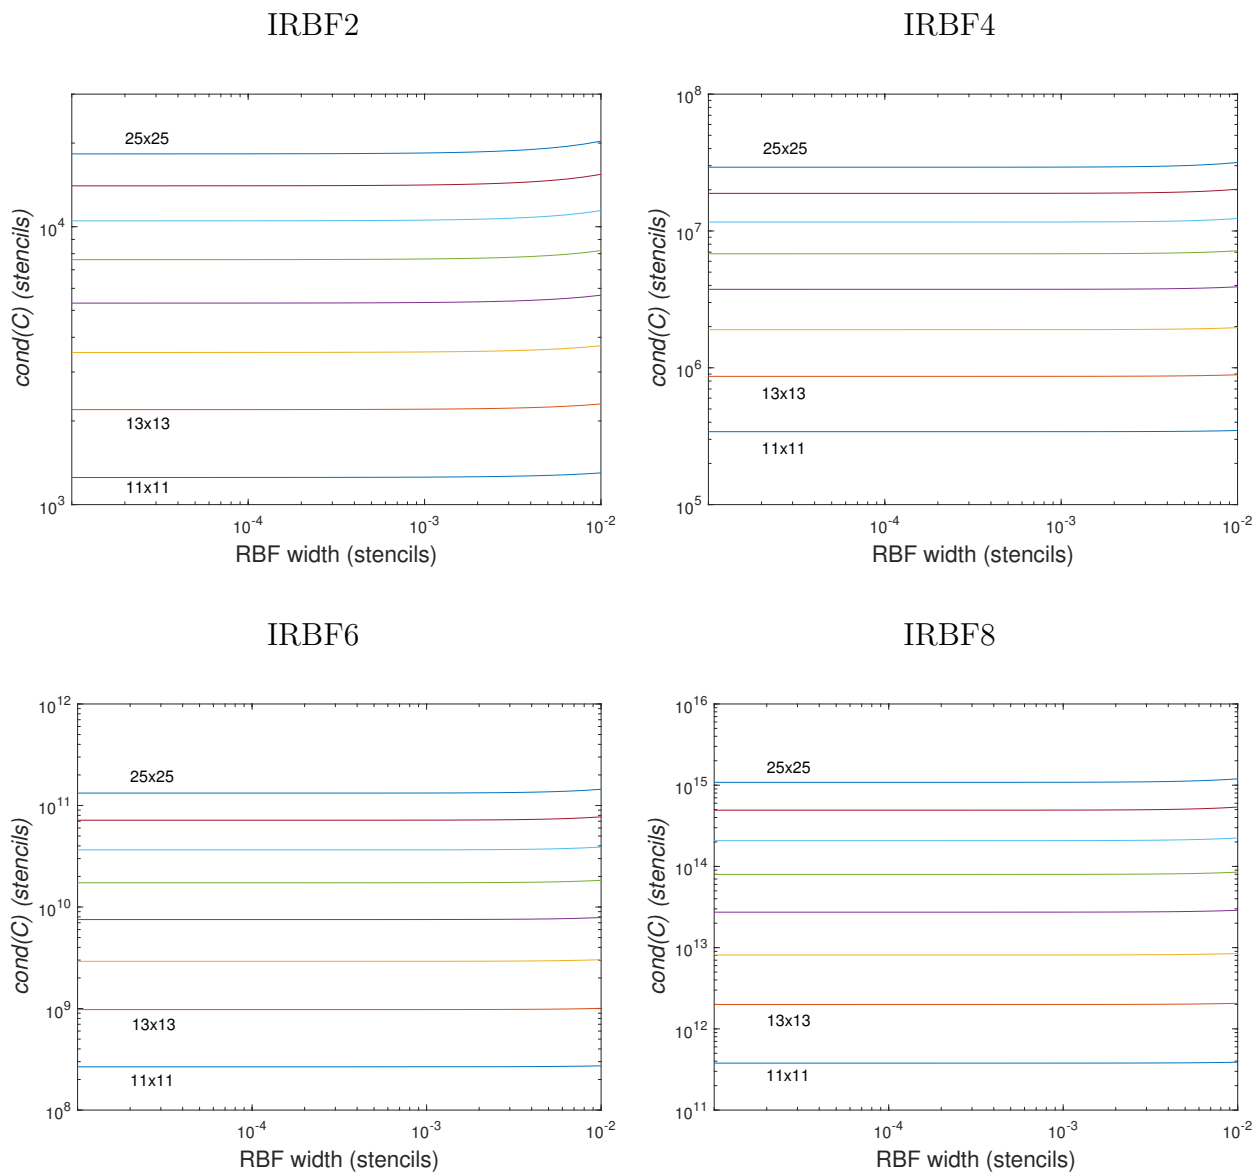 IRBF2
25x25
13x13
11x11
10^4
10^3
10^-4
10^-3
10^-2
cond(C) (stencils)
RBF width (stencils)
IRBF4
25x25
13x13
11x11
10^8
10^7
10^6
10^5
10^-4
10^-3
10^-2
cond(C) (stencils)
RBF width (stencils)
IRBF6
25x25
13x13
11x11
10^12
10^11
10^10
10^9
10^8
10^-4
10^-3
10^-2
cond(C) (stencils)
RBF width (stencils)
IRBF8
25x25
13x13
11x11
10^16
10^15
10^14
10^13
10^12
10^11
10^-4
10^-3
10^-2
cond(C) (stencils)
RBF width (stencils)